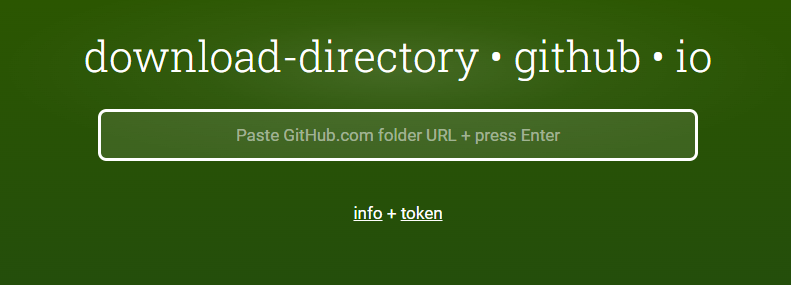 download-directory • github • io
Paste GitHub.com folder URL + press Enter
info + token